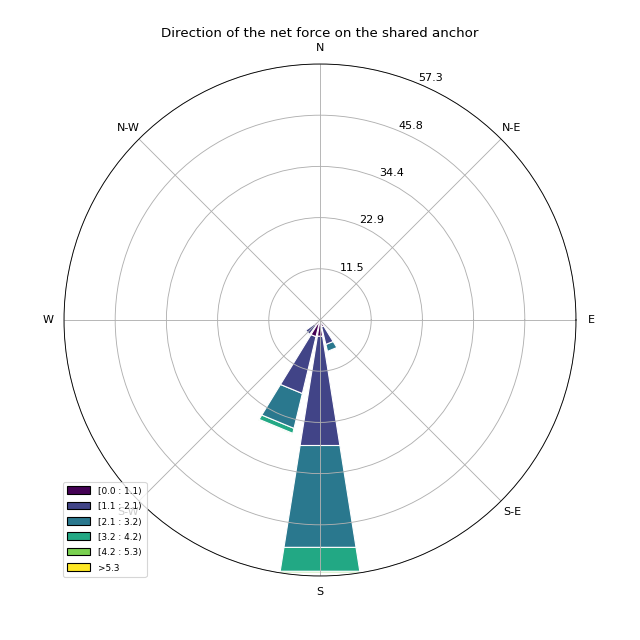 Direction of the net force on the shared anchor
N
57.3
N-W
N-E
45.8
34.4
22.9
11.5
W
E
[0.0 : 1.1)
[1.1 : 2.1)
S-W
S-E
[2.1 : 3.2)
[3.2 : 4.2)
[4.2 : 5.3)
>5.3
S